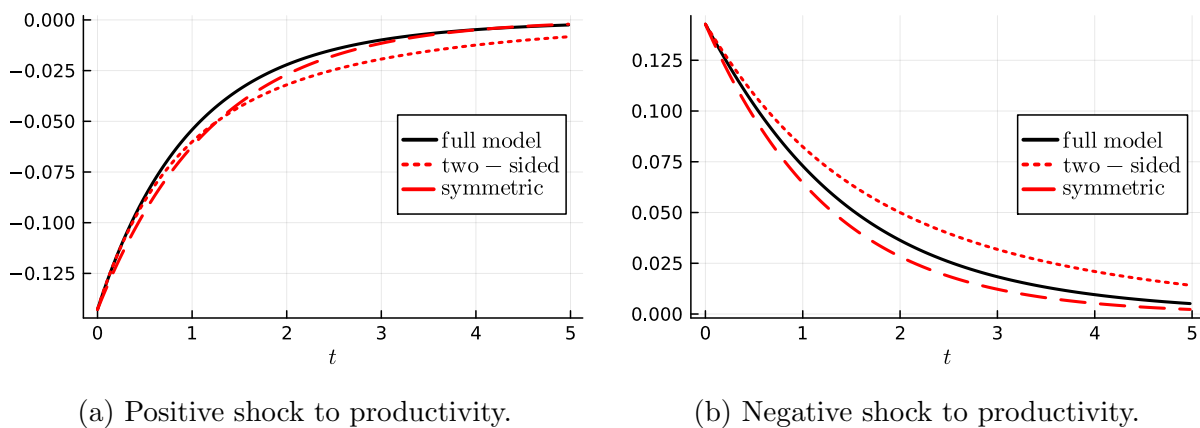 0.000
−0.025
−0.050
−0.075
−0.100
−0.125
full model
two − sided
symmetric
0 1 2 3 4 5
t
(a) Positive shock to productivity.
0.125
0.100
0.075
0.050
0.025
0.000
full model
two − sided
symmetric
0 1 2 3 4 5
t
(b) Negative shock to productivity.